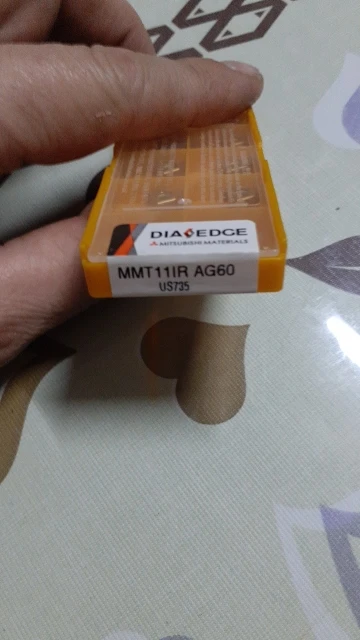 DIAEDGE
MITSUBISHI MATERIALS
MMT11IR AG60
US735